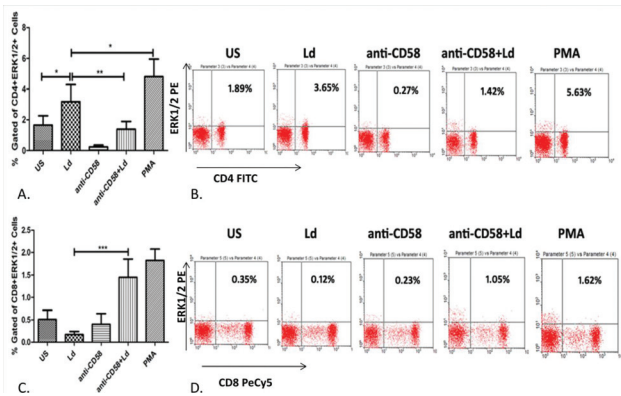 % Gated of CD4+ERK1/2+ Cells
8
6
4
2
0
*
*
**
US
Ld
anti-CD58
anti-CD58+Ld
PMA
A.
US
Ld
anti-CD58
anti-CD58+Ld
PMA
ERK1/2 PE
1.89%
3.65%
0.27%
1.42%
5.63%
CD4 FITC
B.
% Gated of CD8+ERK1/2+ Cells
2.5
2.0
1.5
1.0
0.5
0.0
***
US
Ld
anti-CD58
anti-CD58+Ld
PMA
C.
US
Ld
anti-CD58
anti-CD58+Ld
PMA
ERK1/2 PE
0.35%
0.12%
0.23%
1.05%
1.62%
CD8 PeCy5
D.